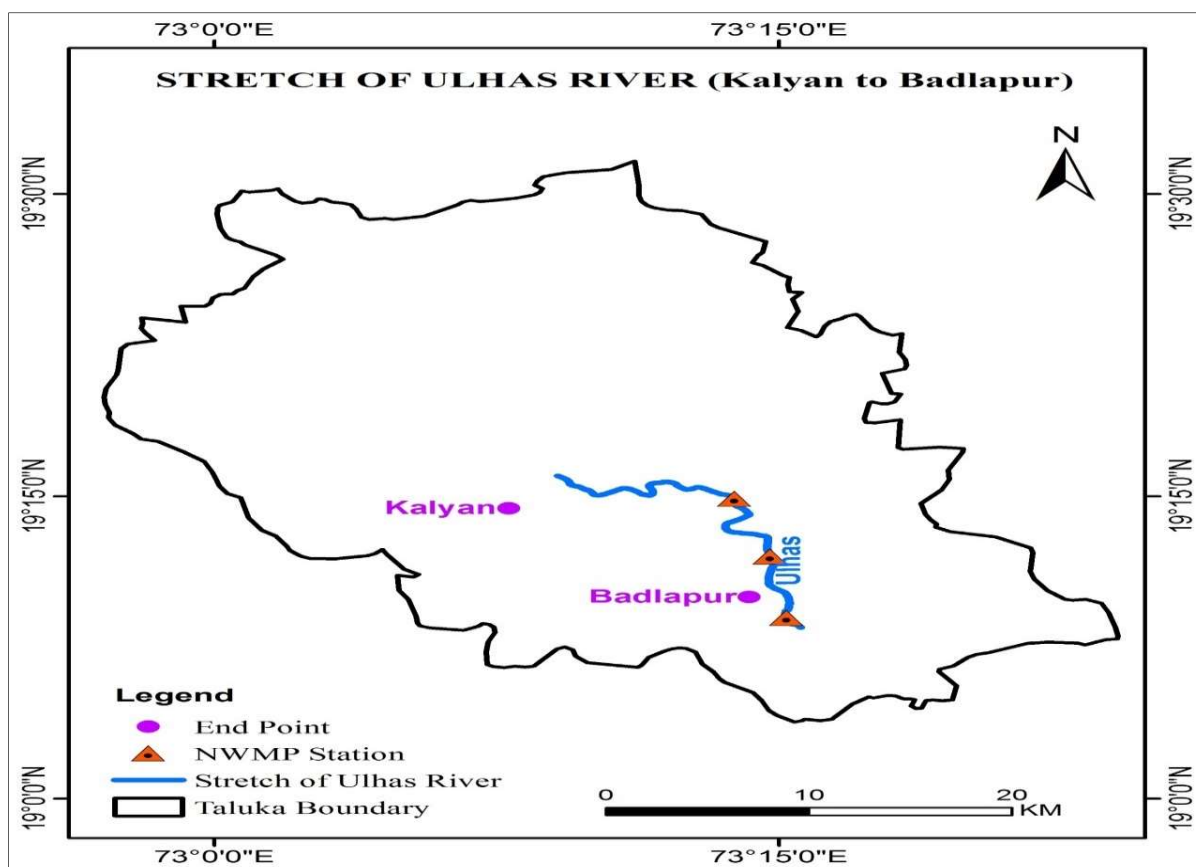 73°0'0"E 73°15'0"E
STRETCH OF ULHAS RIVER (Kalyan to Badlapur)
N
19°30'0"N 19°30'0"N
19°15'0"N 19°15'0"N
Kalyan
Ulhas
Badlapur
Legend
End Point
NWMP Station
Stretch of Ulhas River
Taluka Boundary
0 10 20
KM
19°0'0"N 19°0'0"N
73°0'0"E 73°15'0"E